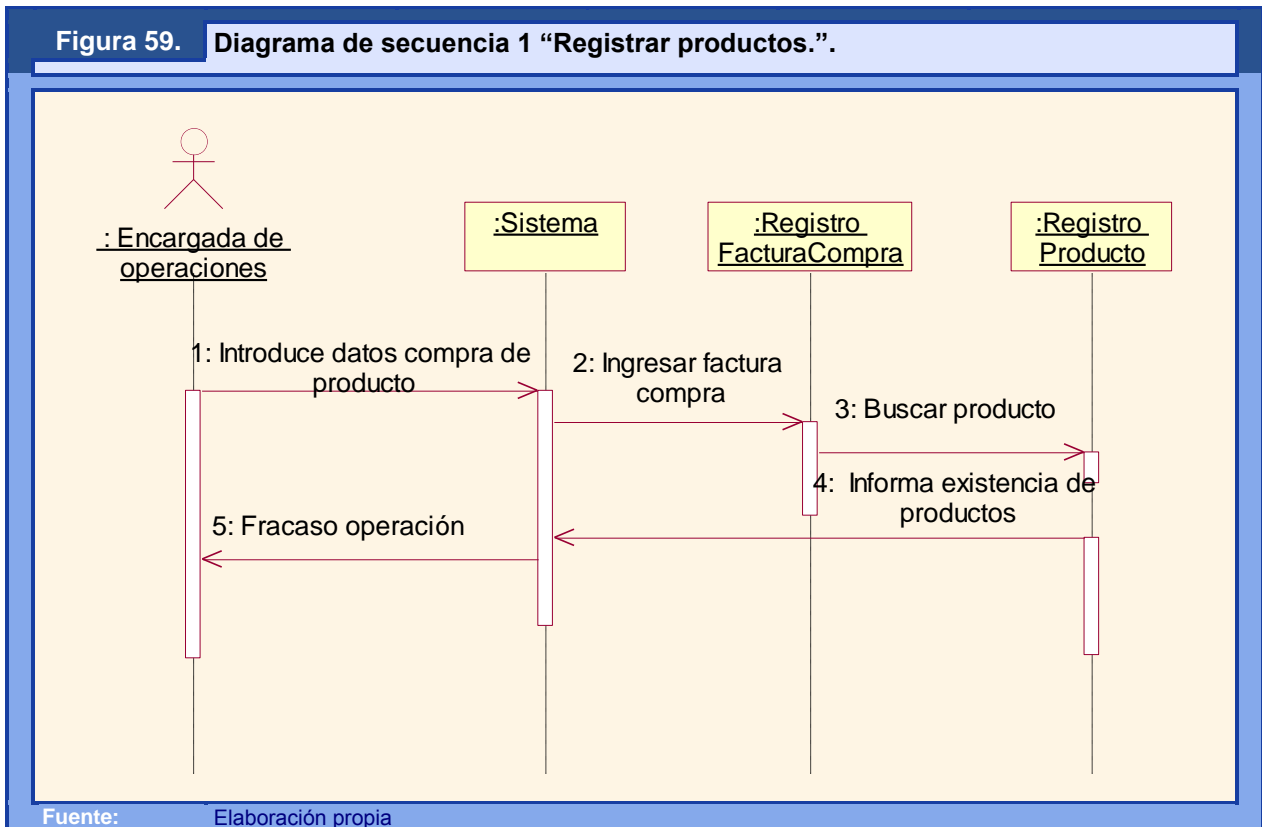 Figura 59.
Diagrama de secuencia 1 “Registrar productos.”.
: Encargada de
operaciones
:Sistema
:Registro
FacturaCompra
:Registro
Producto
1: Introduce datos compra de
producto
2: Ingresar factura
compra
3: Buscar producto
4:  Informa existencia de
productos
5: Fracaso operación
Fuente:
Elaboración propia